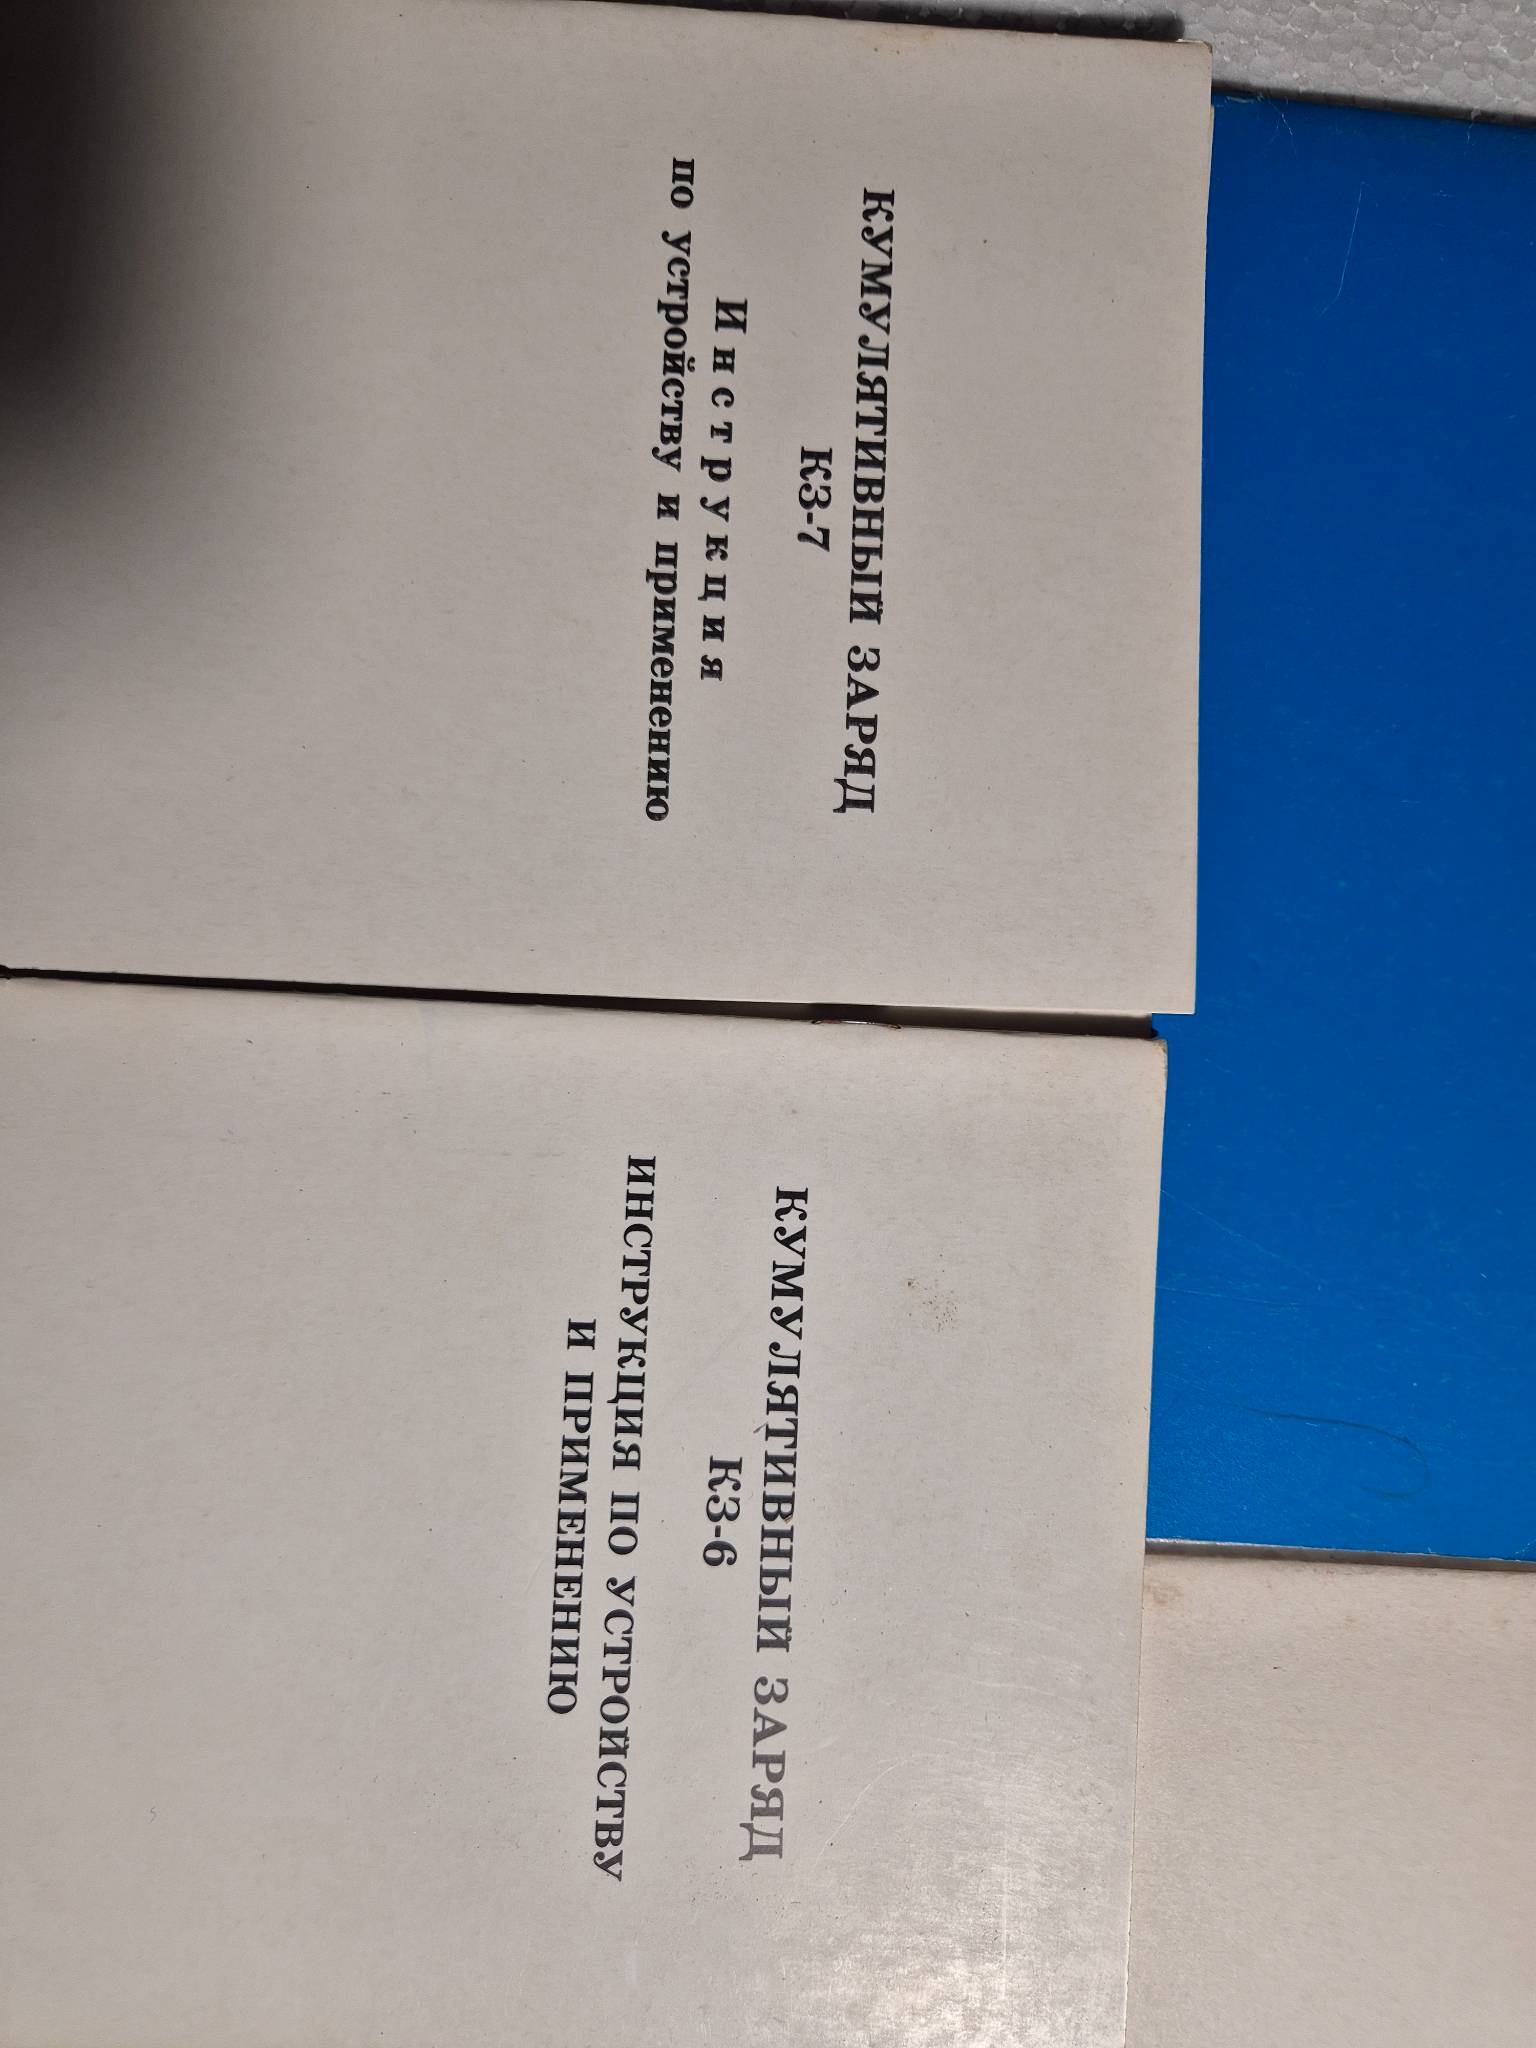 КУМУЛЯТИВНЫЙ ЗАРЯД
КЗ-7
Инструкция
по устройству и применению
КУМУЛЯТИВНЫЙ ЗАРЯД
КЗ-6
ИНСТРУКЦИЯ ПО УСТРОЙСТВУ
И ПРИМЕНЕНИЮ